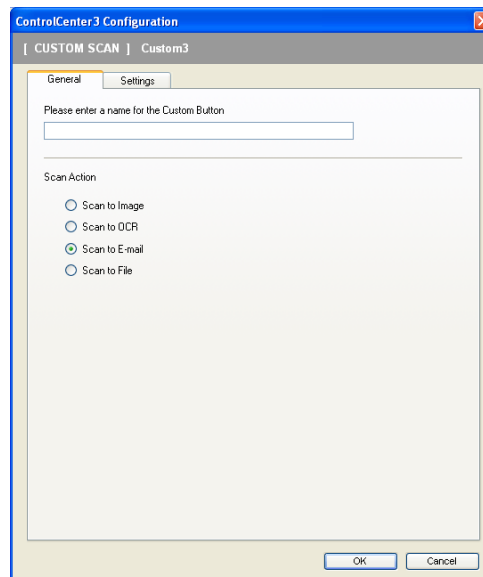 ControlCenter3 Configuration
[ CUSTOM SCAN ] Custom3
General Settings
Please enter a name for the Custom Button
Scan Action
Scan to Image
Scan to OCR
Scan to E-mail
Scan to File
OK Cancel